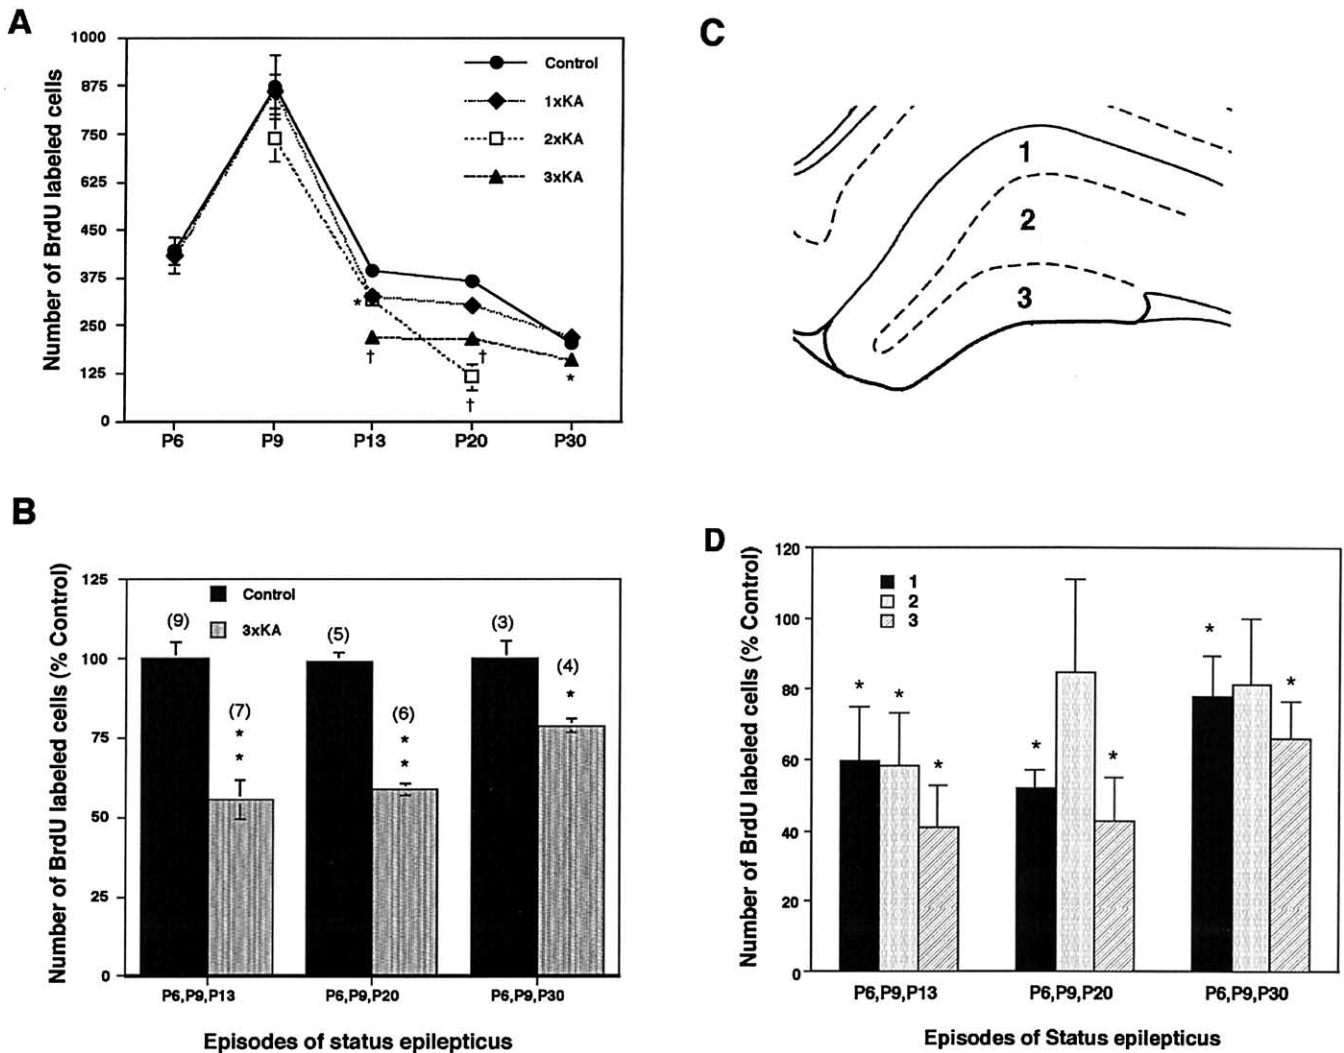 A
1000
875
750
625
450
375
250
125
0
Number of BrdU labeled cells
Control
1xKA
2xKA
3xKA
*
†
†
†
*
P6
P9
P13
P20
P30
C
1
2
3
B
125
100
75
50
25
0
Number of BrdU labeled cells (% Control)
Control
3xKA
(9)
(7)
*
*
(5)
(6)
*
*
(3)
(4)
*
P6,P9,P13
P6,P9,P20
P6,P9,P30
Episodes of status epilepticus
D
120
100
80
60
40
20
0
Number of BrdU labeled cells (% Control)
1
2
3
*
*
*
*
*
*
*
P6,P9,P13
P6,P9,P20
P6,P9,P30
Episodes of Status epilepticus